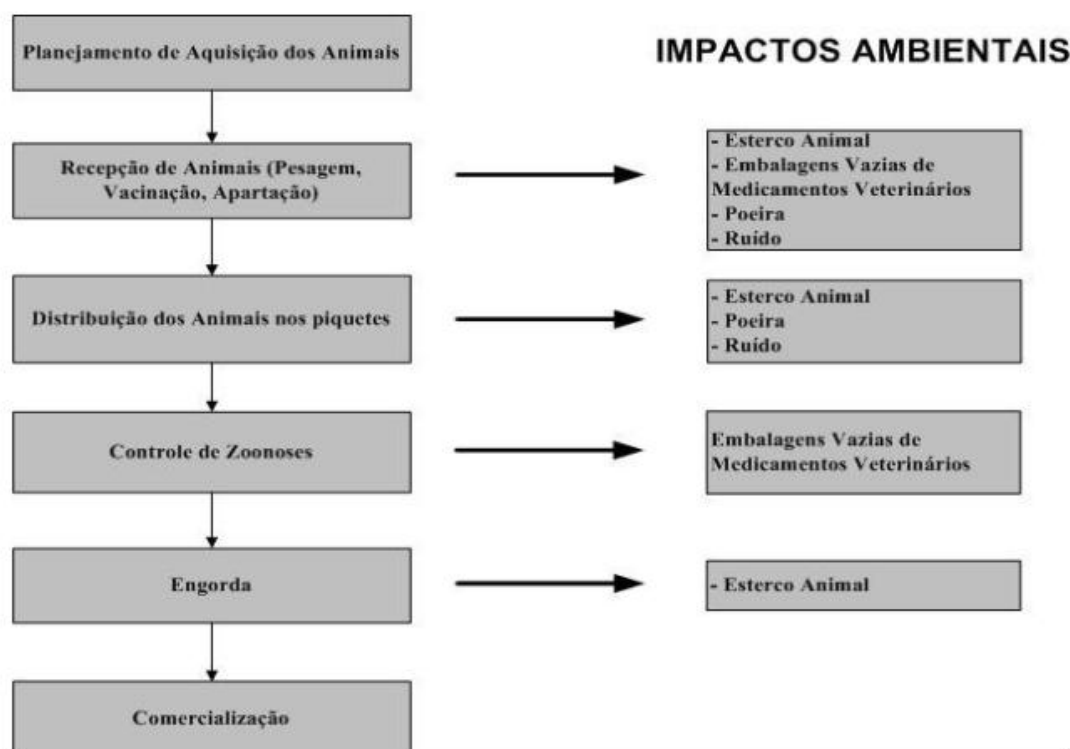 Planejamento de Aquisição dos Animais
IMPACTOS AMBIENTAIS
Recepção de Animais (Pesagem,
Vacinação, Apartação)
- Esterco Animal
- Embalagens Vazias de
Medicamentos Veterinários
- Poeira
- Ruído
Distribuição dos Animais nos piquetes
- Esterco Animal
- Poeira
- Ruído
Controle de Zoonoses
Embalagens Vazias de
Medicamentos Veterinários
Engorda
- Esterco Animal
Comercialização